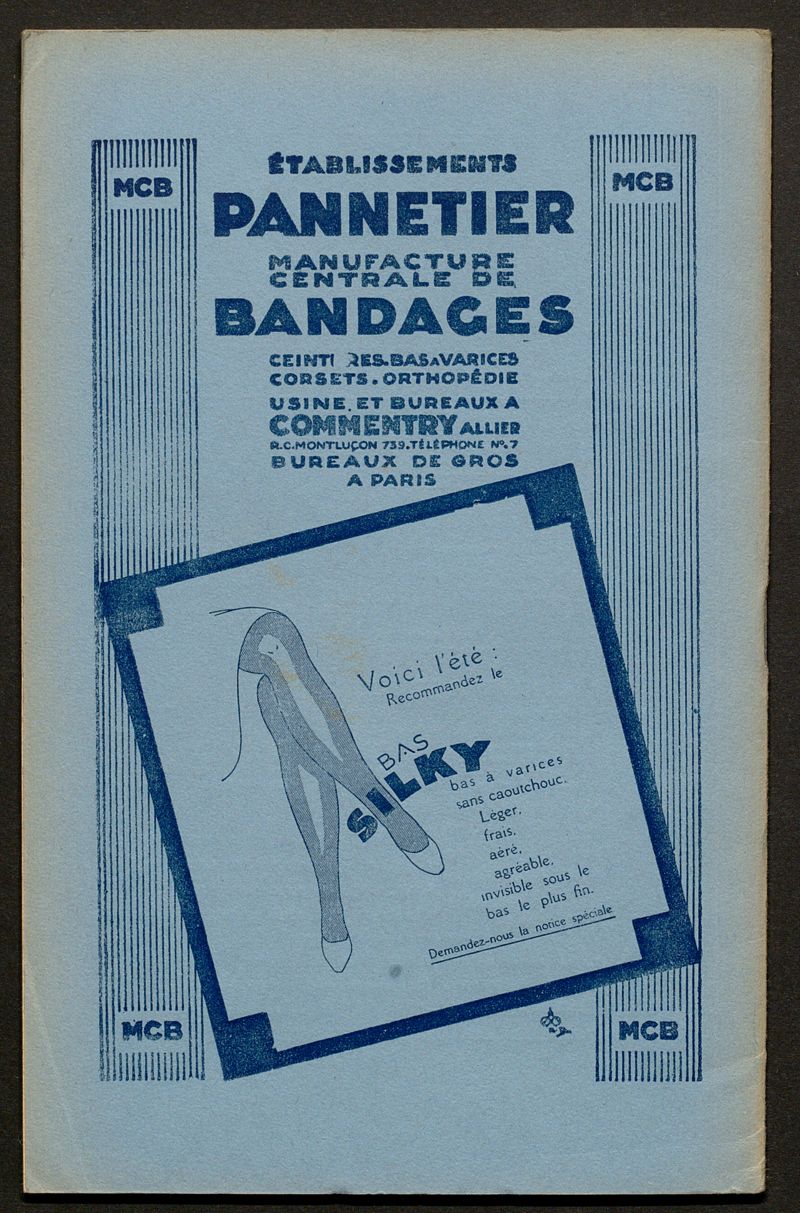 MCB
MCB
ÉTABLISSEMENTS
PANNETIER
MANUFACTURE
CENTRALE DE
BANDAGES
CEINT RES.BAS A VARICES
CORSETS.ORTHOPÉDIE
USINE.ET BUREAUX A
COMMENTRY ALLIER
R.C.MONTLUÇON 739.TÉLÉPHONE No.7
BUREAUX DE GROS
A PARIS
Voici l'été :
Recommandez le
BAS
SILKY
bas à varices
sans caoutchouc.
Léger,
frais,
aéré,
agréable,
invisible sous le
bas le plus fin.
Demandez-nous la notice spéciale
MCB
MCB